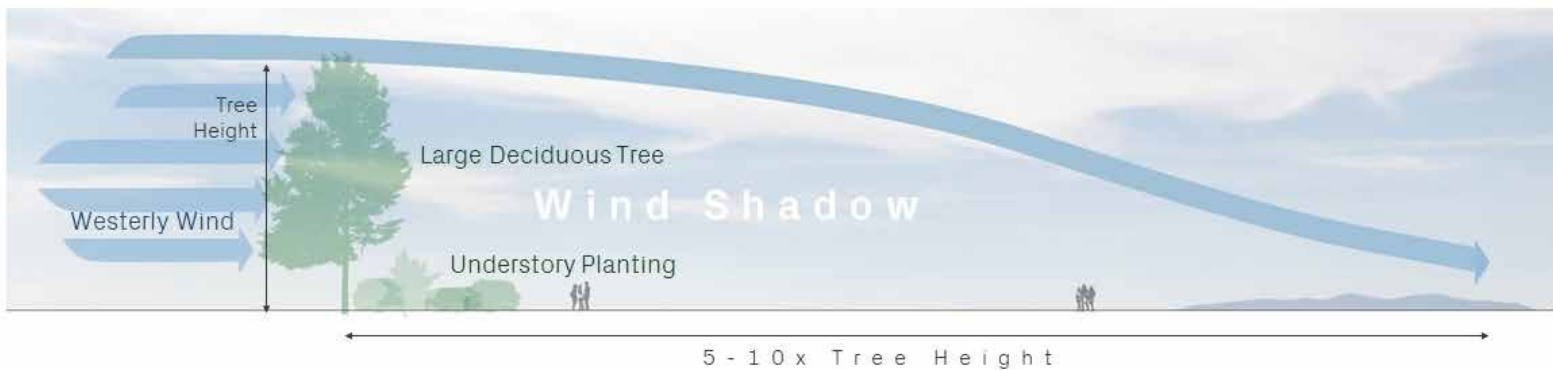 Tree
Height
Large Deciduous Tree
Wind Shadow
Westerly Wind
Understory Planting
5-10x Tree Height